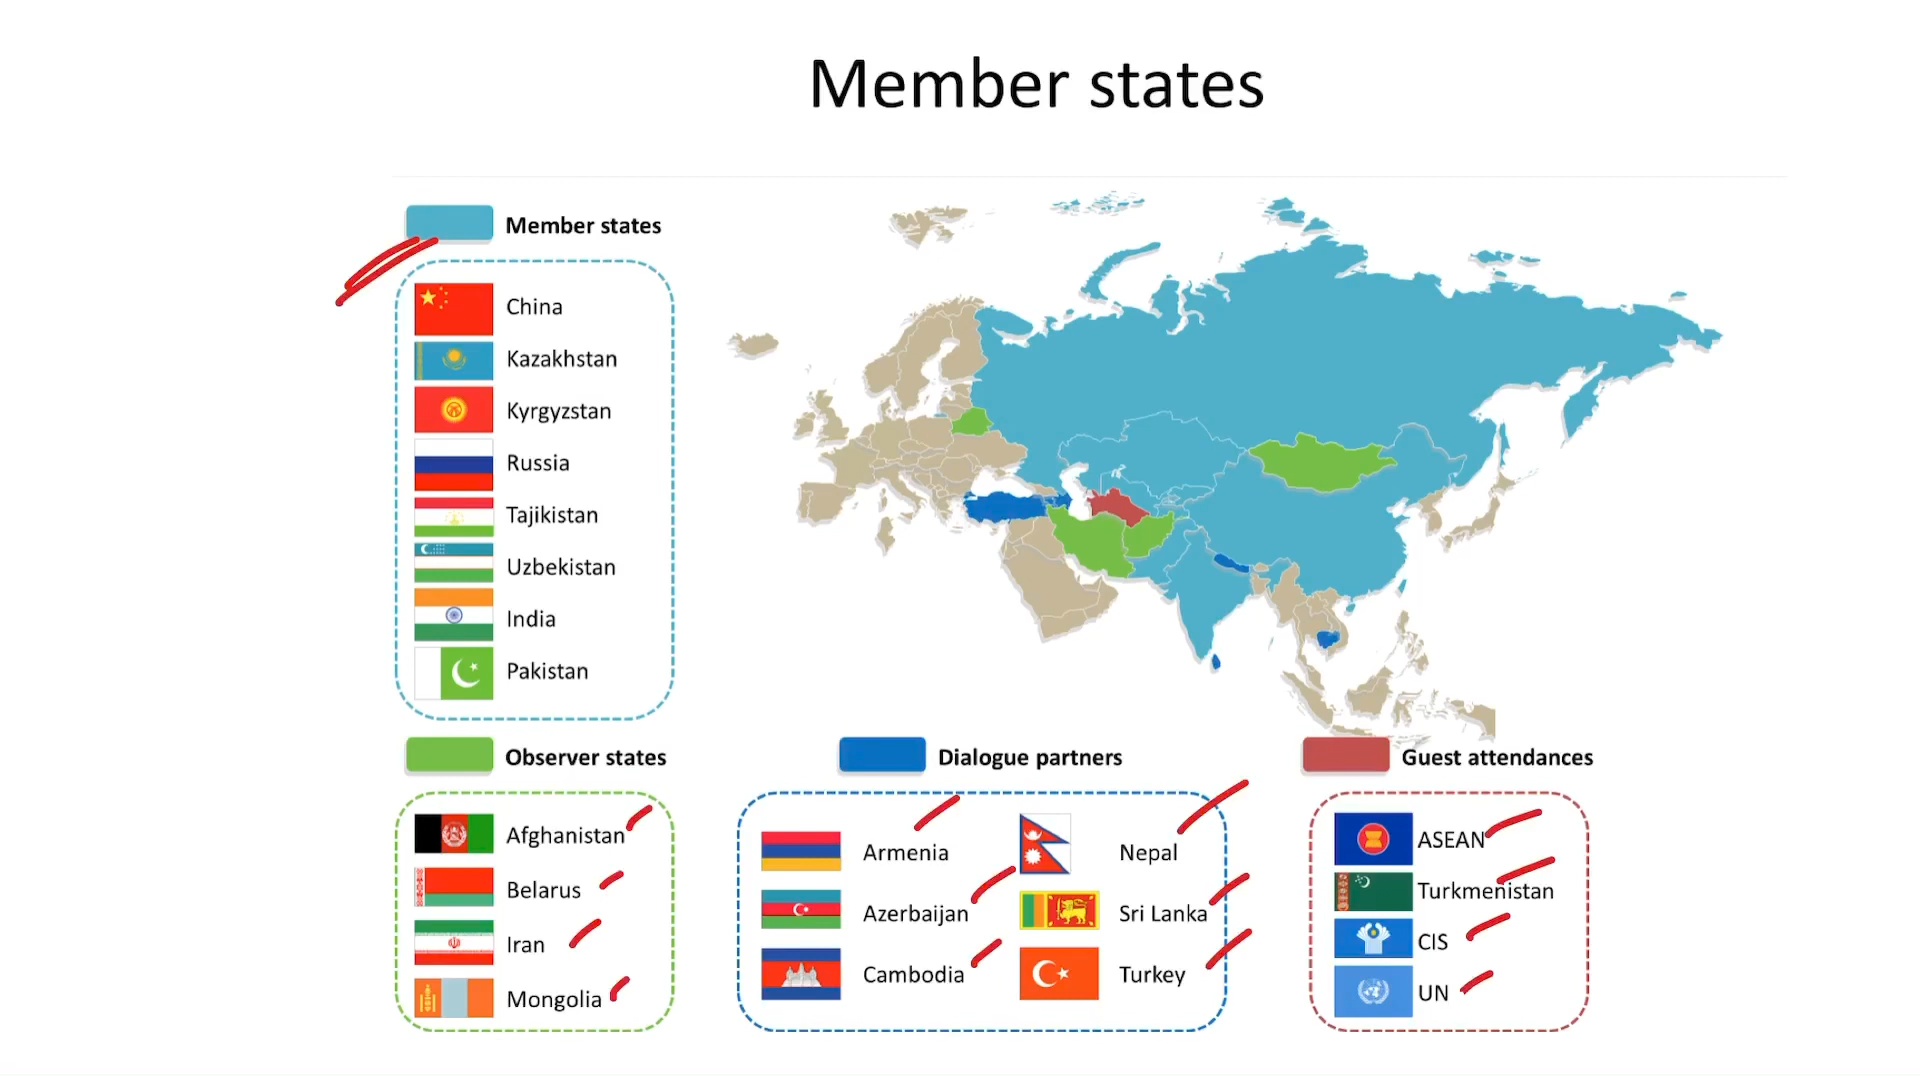 Member states
Member states
China
Kazakhstan
Kyrgyzstan
Russia
Tajikistan
Uzbekistan
India
Pakistan
Observer states
Afghanistan
Belarus
Iran
Mongolia
Dialogue partners
Armenia
Azerbaijan
Cambodia
Nepal
Sri Lanka
Turkey
Guest attendances
ASEAN
Turkmenistan
CIS
UN